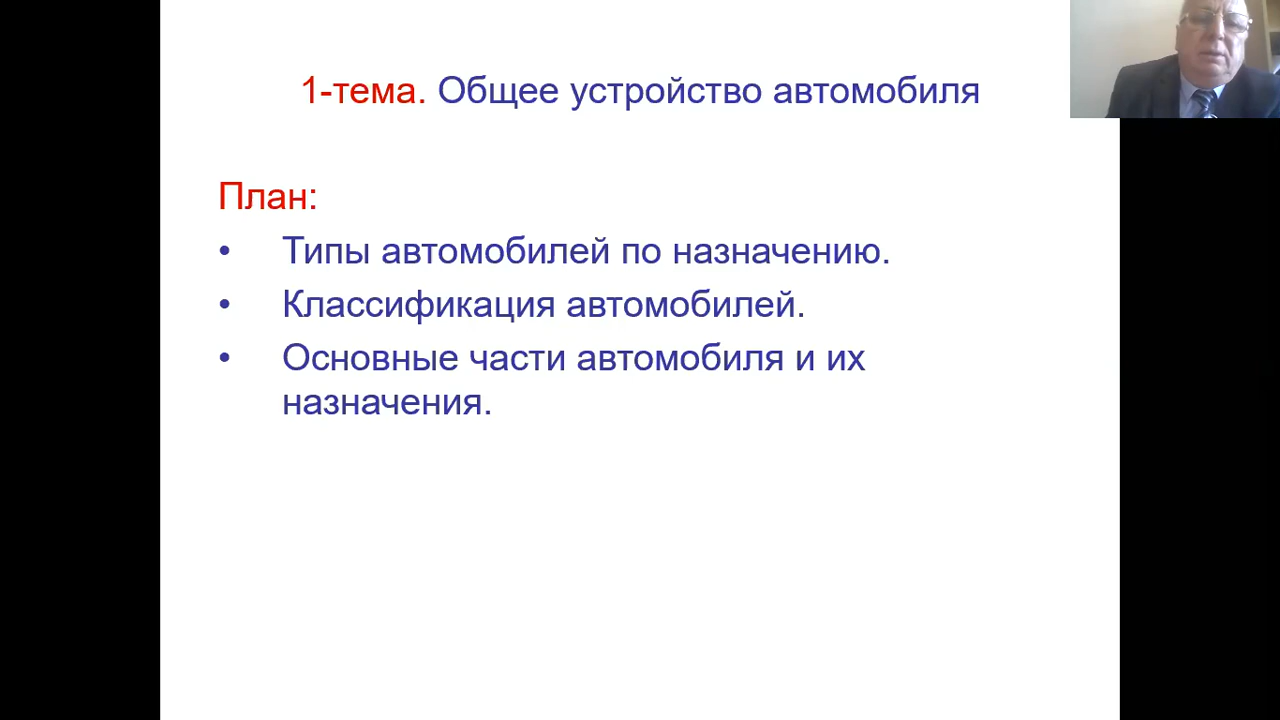 1-тема. Общее устройство автомобиля
План:
• Типы автомобилей по назначению.
• Классификация автомобилей.
• Основные части автомобиля и их
назначения.